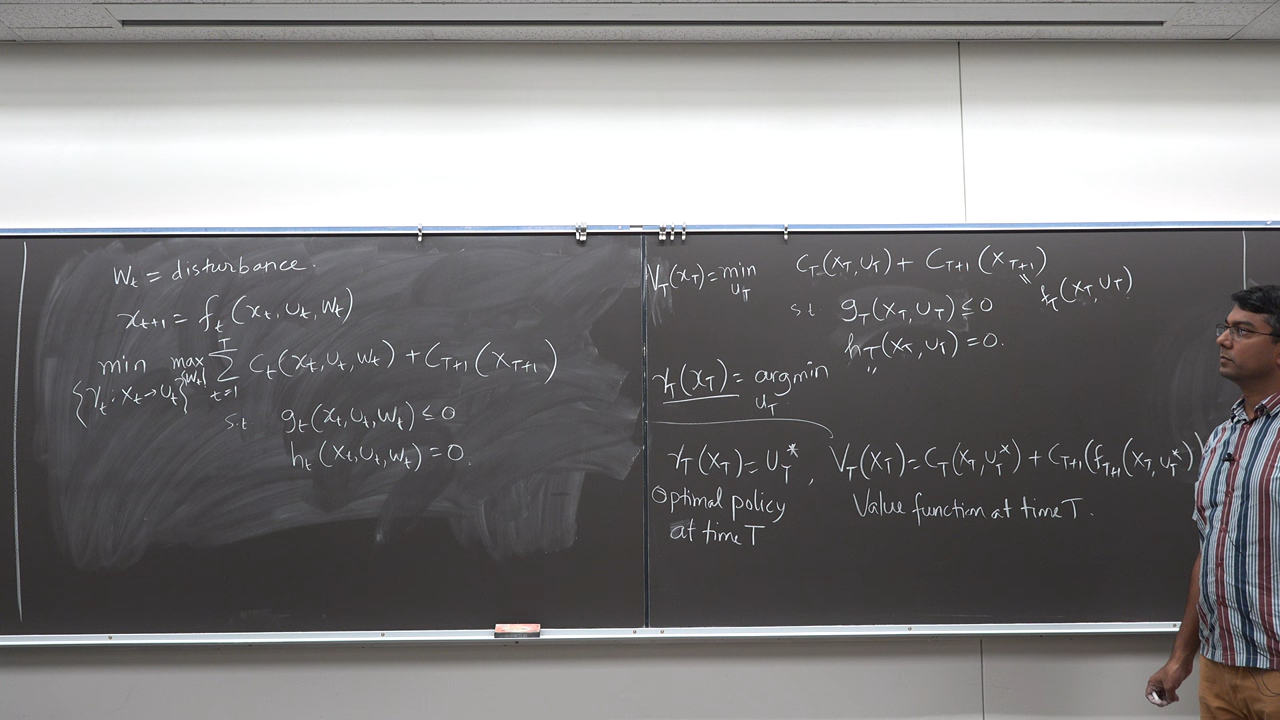 W_t = disturbance.
x_{t+1} = f_t(x_t, u_t, w_t)
min max Σ_{t=1}^{T} C_t(x_t, u_t, w_t) + C_{T+1}(x_{T+1})
{γ_t: X_t → U_t} {w_t}
s.t g_t(x_t, u_t, w_t) ≤ 0
h_t(x_t, u_t, w_t) = 0.
V_T(x_T) = min_{u_T} C_T(x_T, u_T) + C_{T+1}(x_{T+1})
" f_T(x_T, u_T)
s.t g_T(x_T, u_T) ≤ 0
h_T(x_T, u_T) = 0.
γ_T(x_T) = argmin_{u_T} "
γ_T(x_T) = U_T^*, V_T(x_T) = C_T(x_T, u_T^*) + C_{T+1}(f_{T+1}(x_T, u_T^*))
Optimal policy
at time T
Value function at time T.